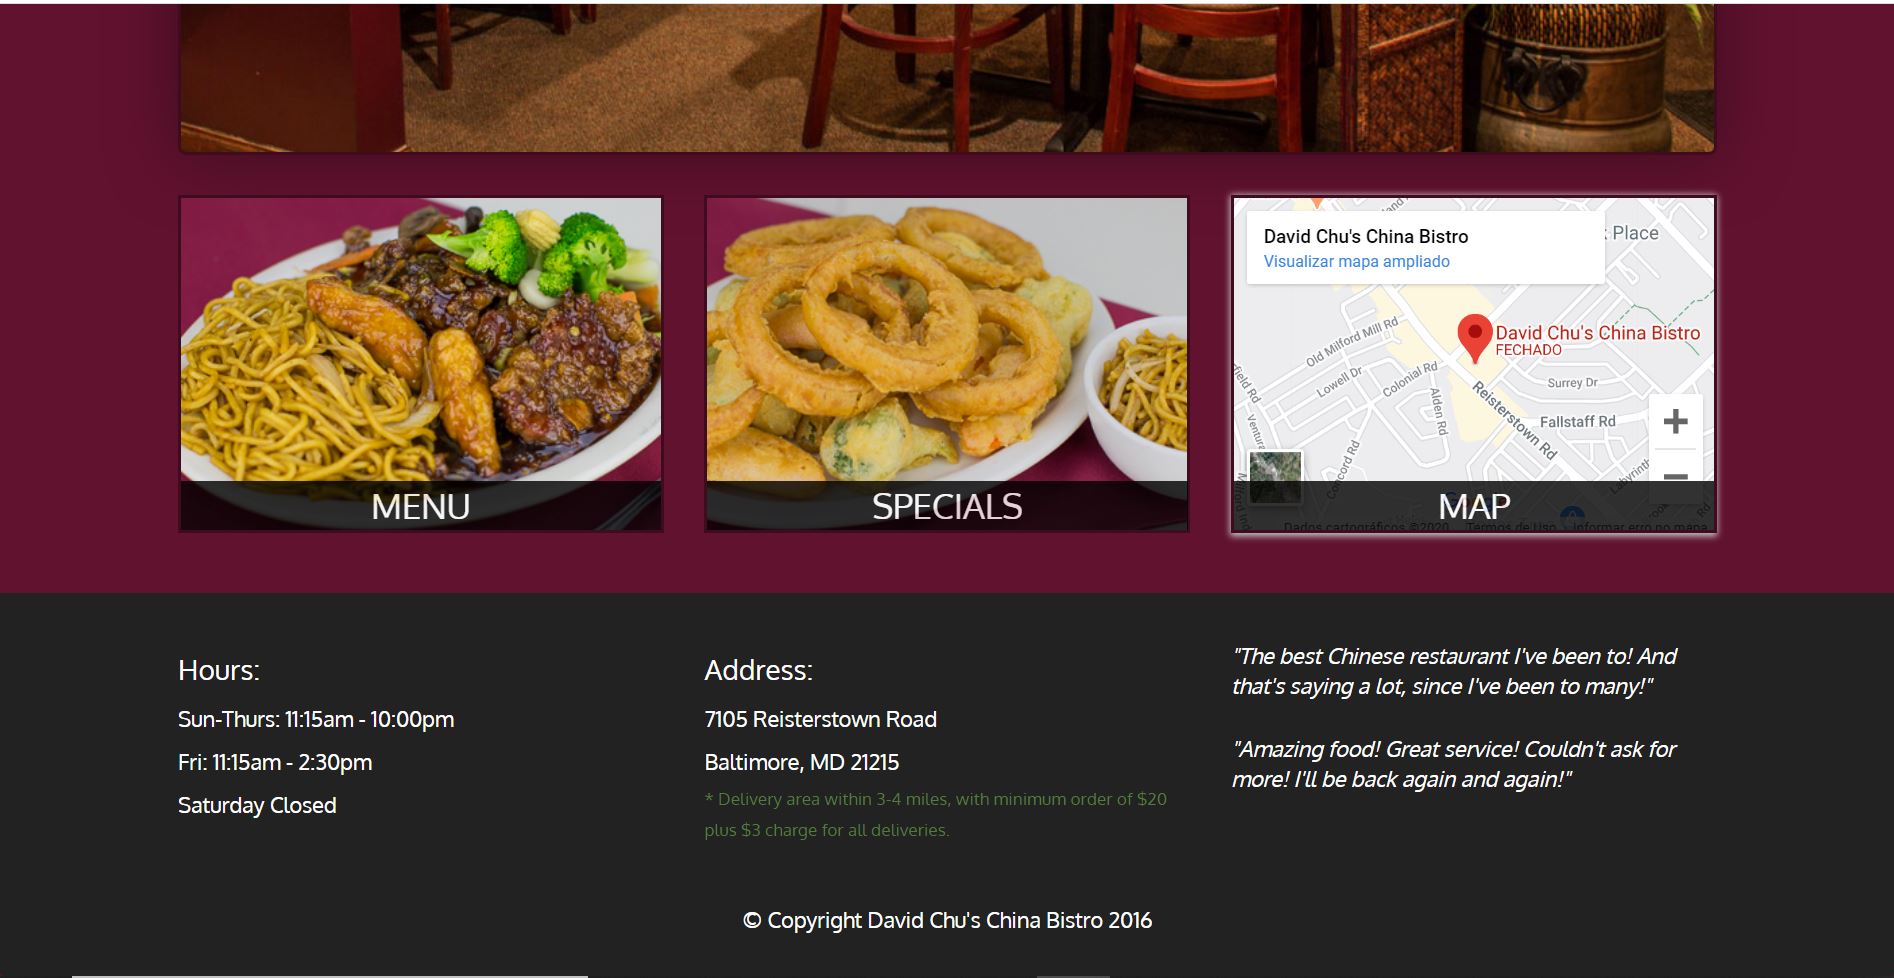 David Chu's China Bistro
Visualizar mapa ampliado
Place
David Chu's China Bistro
FECHADO
Old Milford Mill Rd
Lowell Dr
Colonial Rd
Alden Rd
Surrey Dr
Reisterstown Rd
Fallstaff Rd
Concord Rd
MENU
SPECIALS
MAP
Dados cartográficos ©2020
Termos de Uso
Informar erro no mapa
Hours:
Sun-Thurs: 11:15am - 10:00pm
Fri: 11:15am - 2:30pm
Saturday Closed
Address:
7105 Reisterstown Road
Baltimore, MD 21215
* Delivery area within 3-4 miles, with minimum order of $20
plus $3 charge for all deliveries.
"The best Chinese restaurant I've been to! And
that's saying a lot, since I've been to many!"
"Amazing food! Great service! Couldn't ask for
more! I'll be back again and again!"
© Copyright David Chu's China Bistro 2016